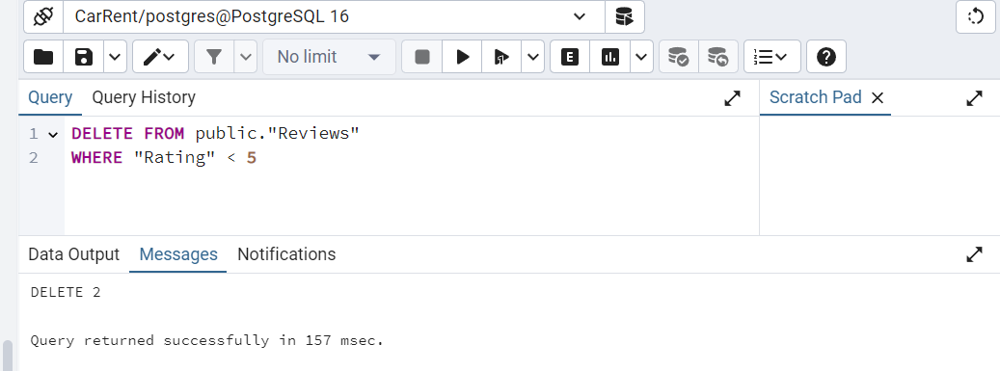 CarRent/postgres@PostgreSQL 16
No limit
E
Query Query History
Scratch Pad
1 DELETE FROM public."Reviews"
2 WHERE "Rating" < 5
Data Output Messages Notifications
DELETE 2
Query returned successfully in 157 msec.